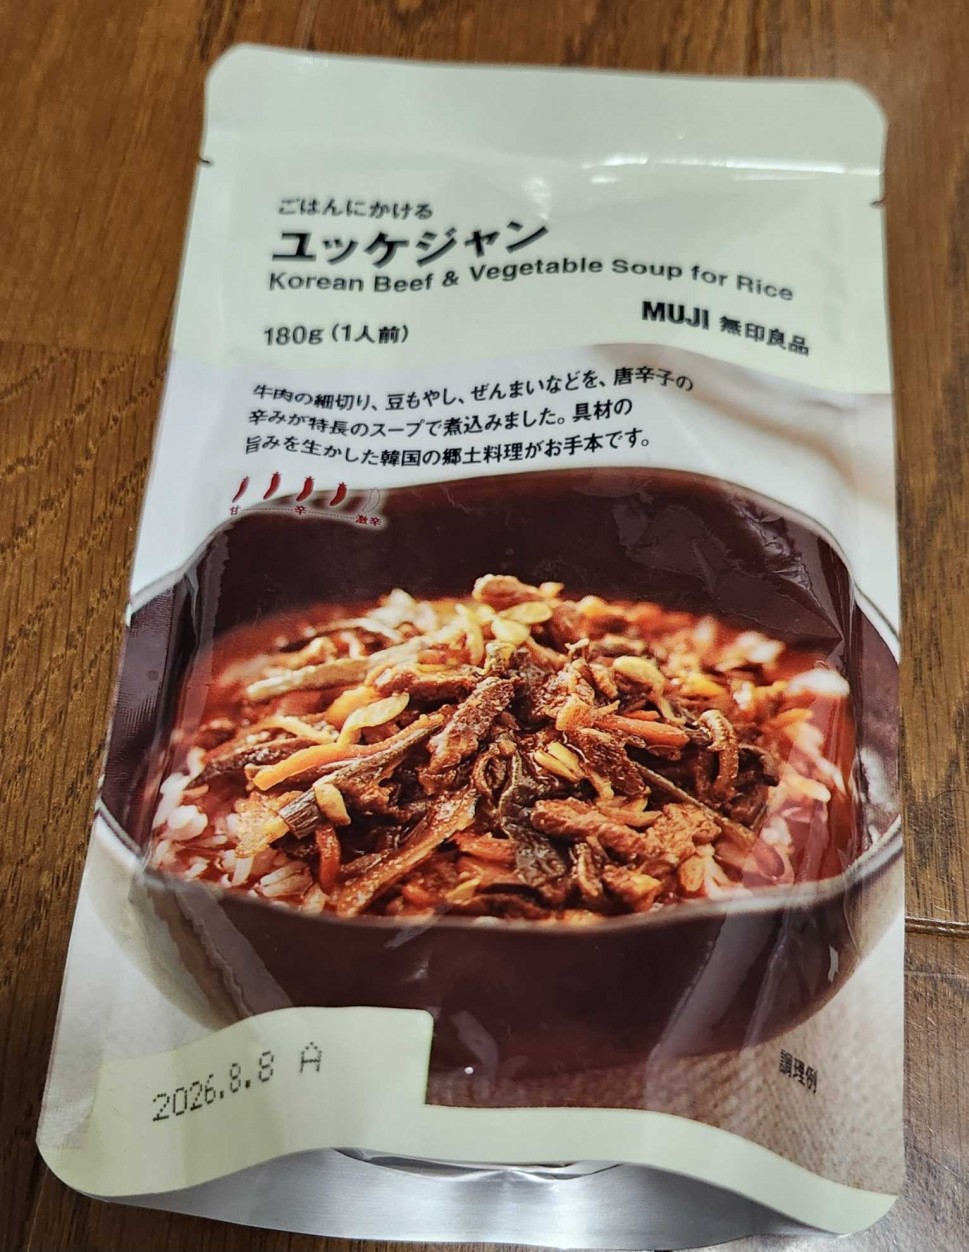 ごはんにかける
ユッケジャン
Korean Beef & Vegetable Soup for Rice
180g（1人前）
MUJI 無印良品
牛肉の細切り、豆もやし、ぜんまいなどを、唐辛子の
辛みが特長のスープで煮込みました。具材の
旨みを生かした韓国の郷土料理がお手本です。
甘 辛 激辛
調理例
2026.8.8 A